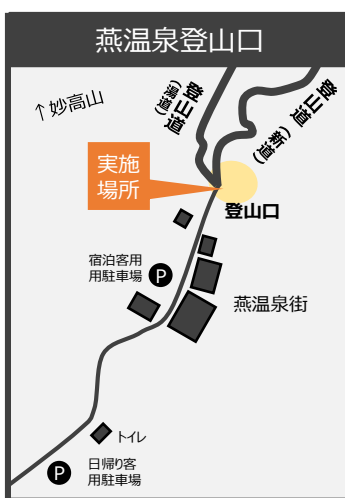 燕温泉登山口
↑妙高山
登山道
(湯道)
登山道
(新道)
実施
場所
登山口
宿泊客用
用駐車場
P
燕温泉街
トイレ
P
日帰り客
用駐車場